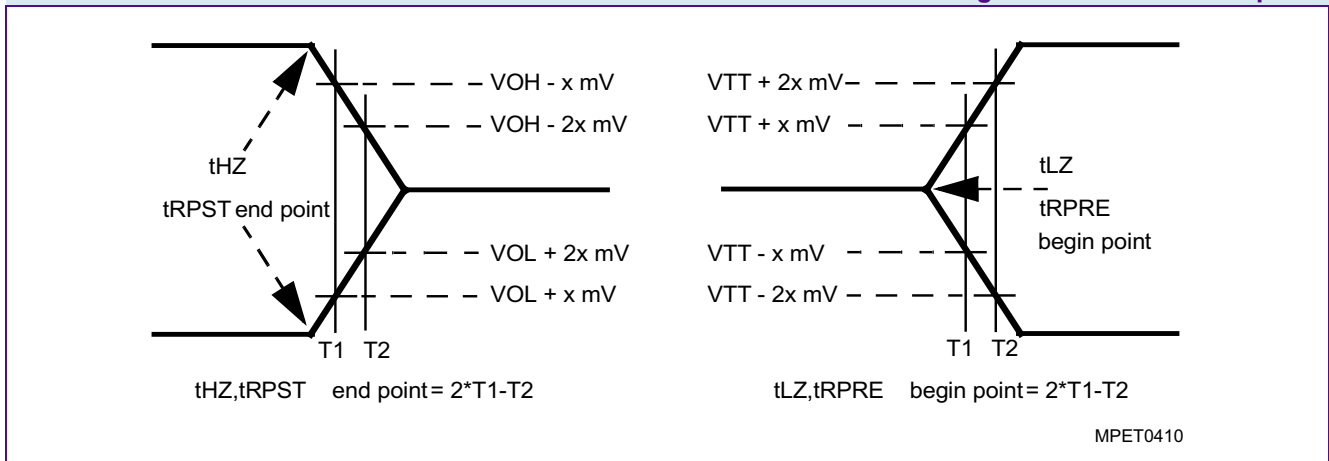 VOH - x mV
VOH - 2x mV
tHZ
tRPST end point
VOL + 2x mV
VOL + x mV
T1 T2
tHZ,tRPST end point = 2*T1-T2
VTT + 2x mV
VTT + x mV
tLZ
tRPRE
begin point
VTT - x mV
VTT - 2x mV
T1 T2
tLZ,tRPRE begin point = 2*T1-T2
MPET0410